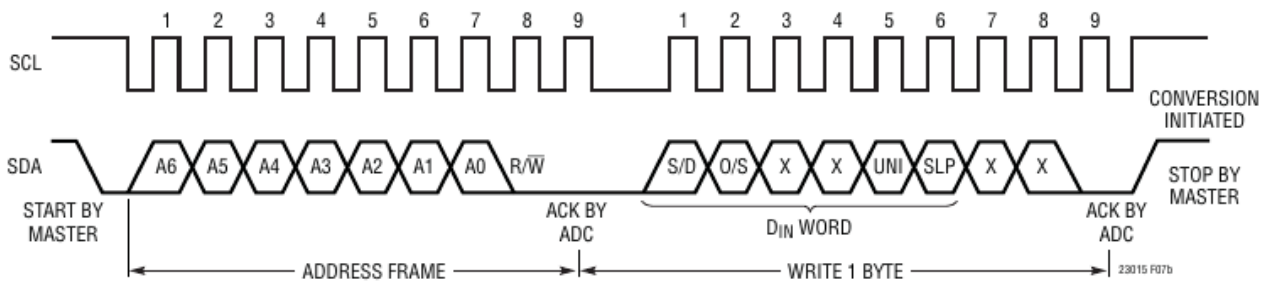 1 2 3 4 5 6 7 8 9 1 2 3 4 5 6 7 8 9
SCL
CONVERSION
INITIATED
SDA A6 A5 A4 A3 A2 A1 A0 R/W̅ S/D O/S X X UNI SLP X X
STOP BY
MASTER
START BY
MASTER
ACK BY
ADC
DIN WORD
ACK BY
ADC
ADDRESS FRAME WRITE 1 BYTE 23015 F07b